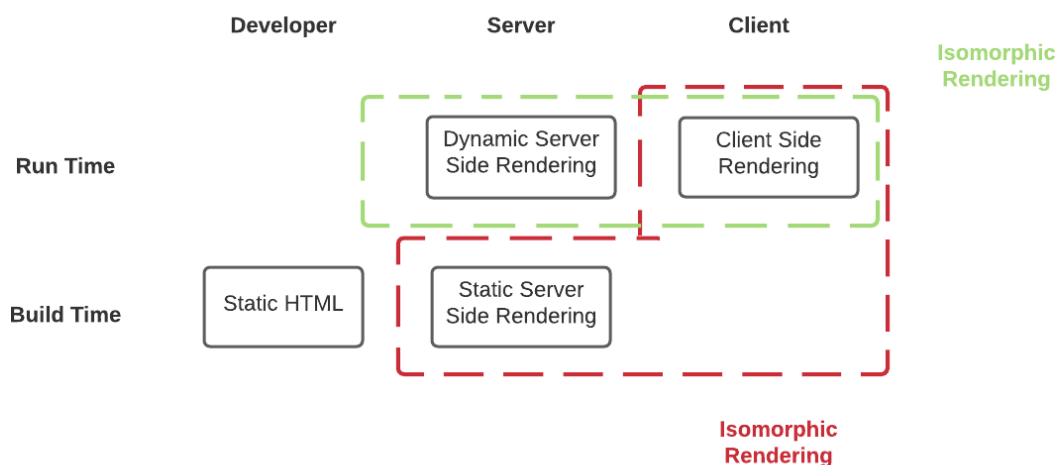 Developer Server Client
Isomorphic
Rendering
Run Time
Dynamic Server
Side Rendering
Client Side
Rendering
Build Time
Static HTML
Static Server
Side Rendering
Isomorphic
Rendering